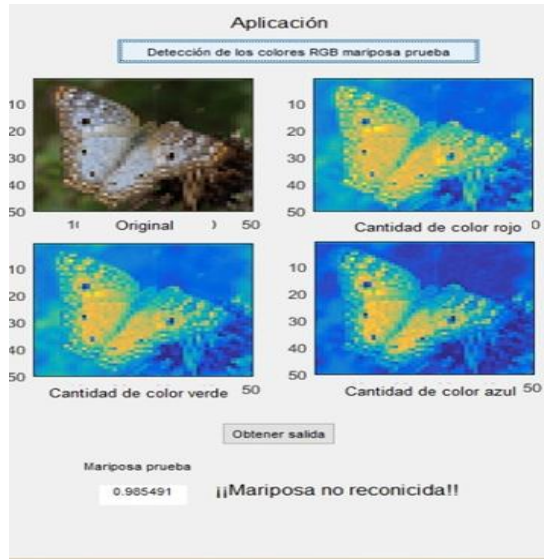 Aplicación
Detección de los colores RGB mariposa prueba
10
20
30
40
50
Original
50
10
20
30
40
50
Cantidad de color rojo
0
10
20
30
40
50
Cantidad de color verde
50
10
20
30
40
50
Cantidad de color azul
50
Obtener salida
Mariposa prueba
0.985491
¡¡Mariposa no reconicida!!